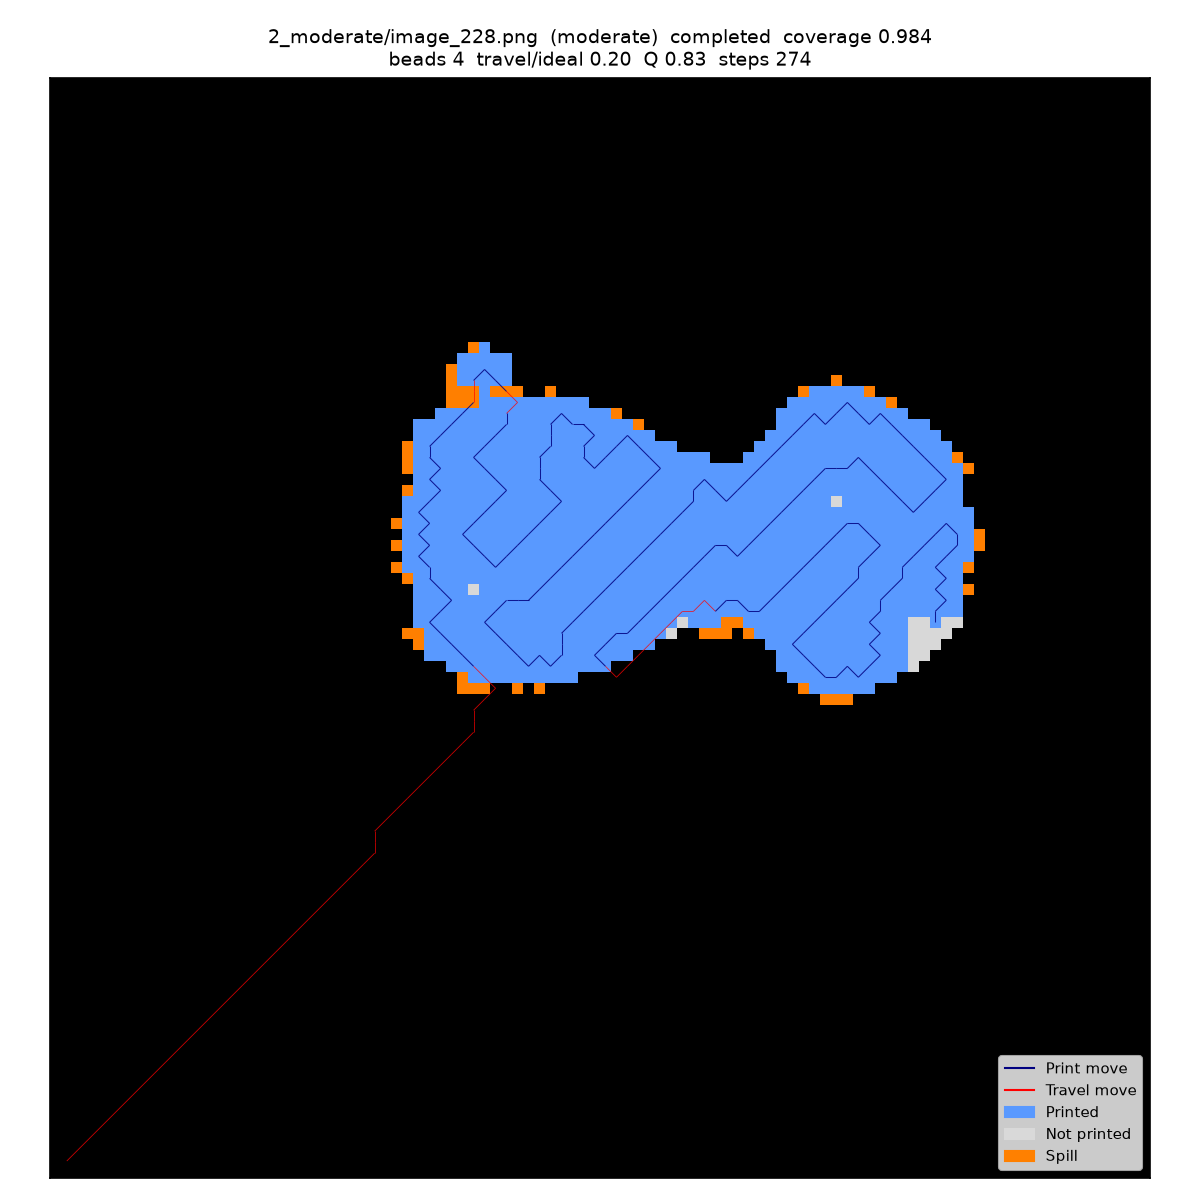 2_moderate/image_228.png  (moderate)  completed  coverage 0.984
beads 4  travel/ideal 0.20  Q 0.83  steps 274
Print move
Travel move
Printed
Not printed
Spill